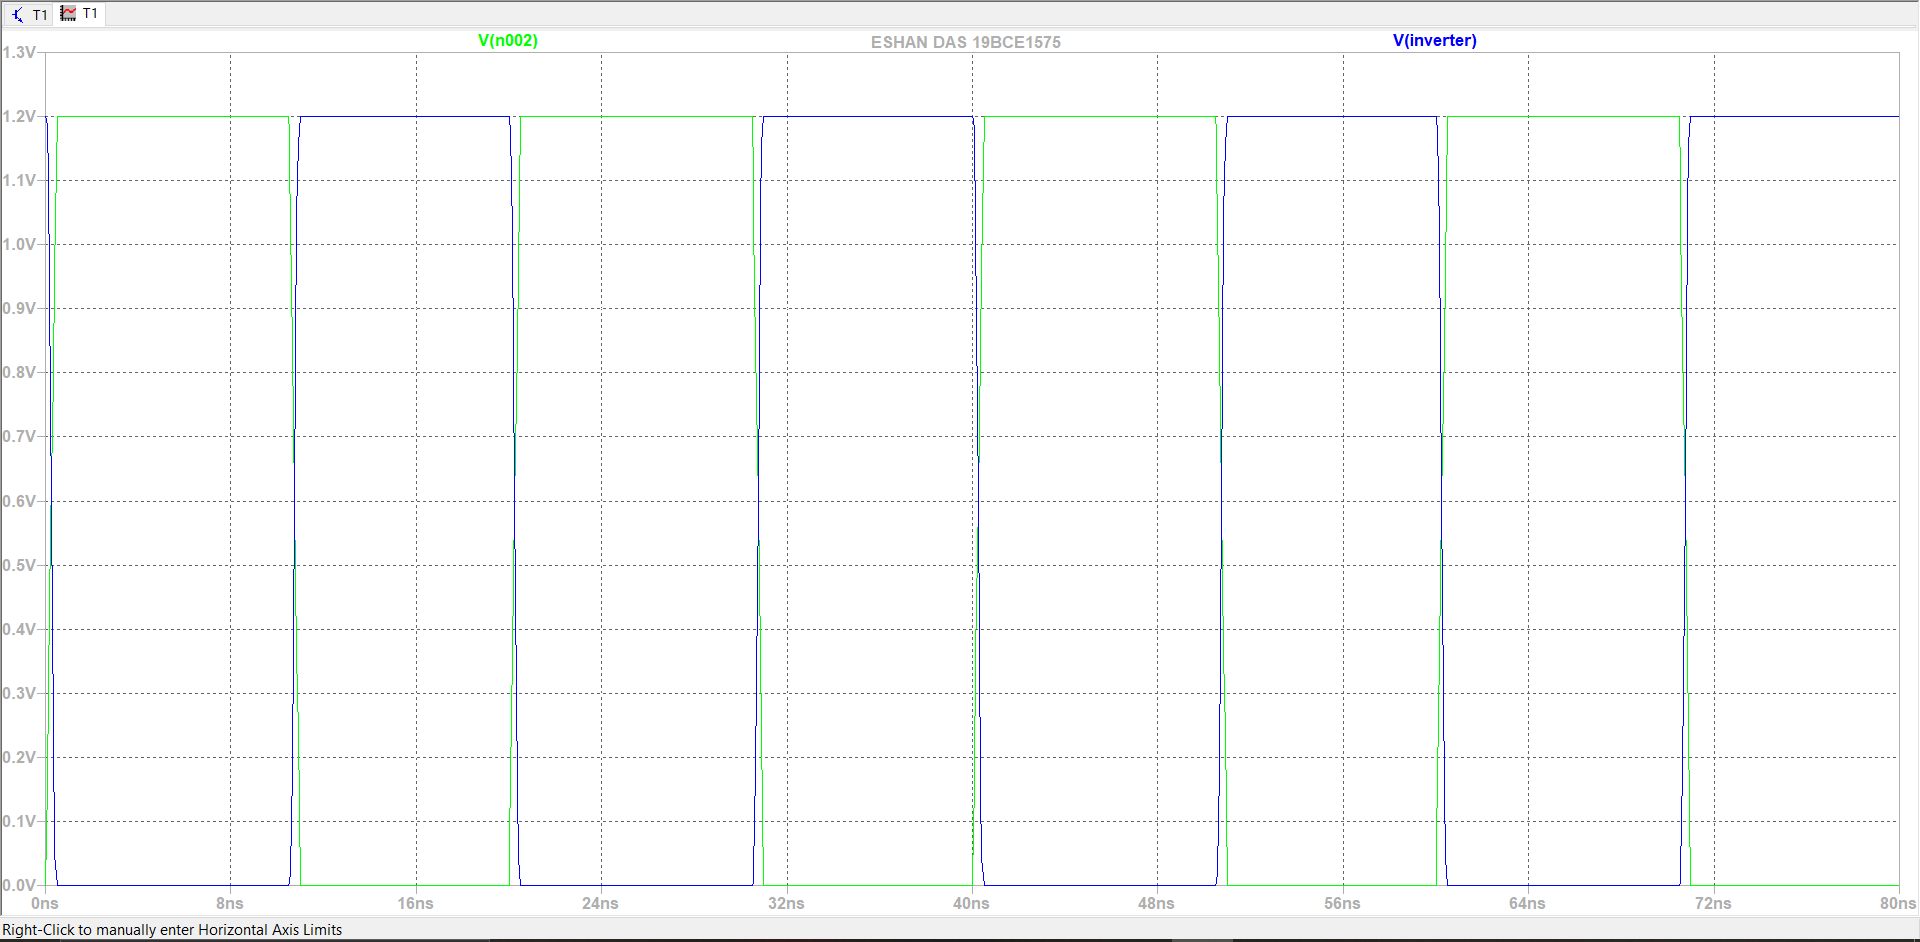 T1 T1
V(n002) ESHAN DAS 19BCE1575 V(inverter)
1.3V
1.2V
1.1V
1.0V
0.9V
0.8V
0.7V
0.6V
0.5V
0.4V
0.3V
0.2V
0.1V
0.0V
0ns 8ns 16ns 24ns 32ns 40ns 48ns 56ns 64ns 72ns 80ns
Right-Click to manually enter Horizontal Axis Limits